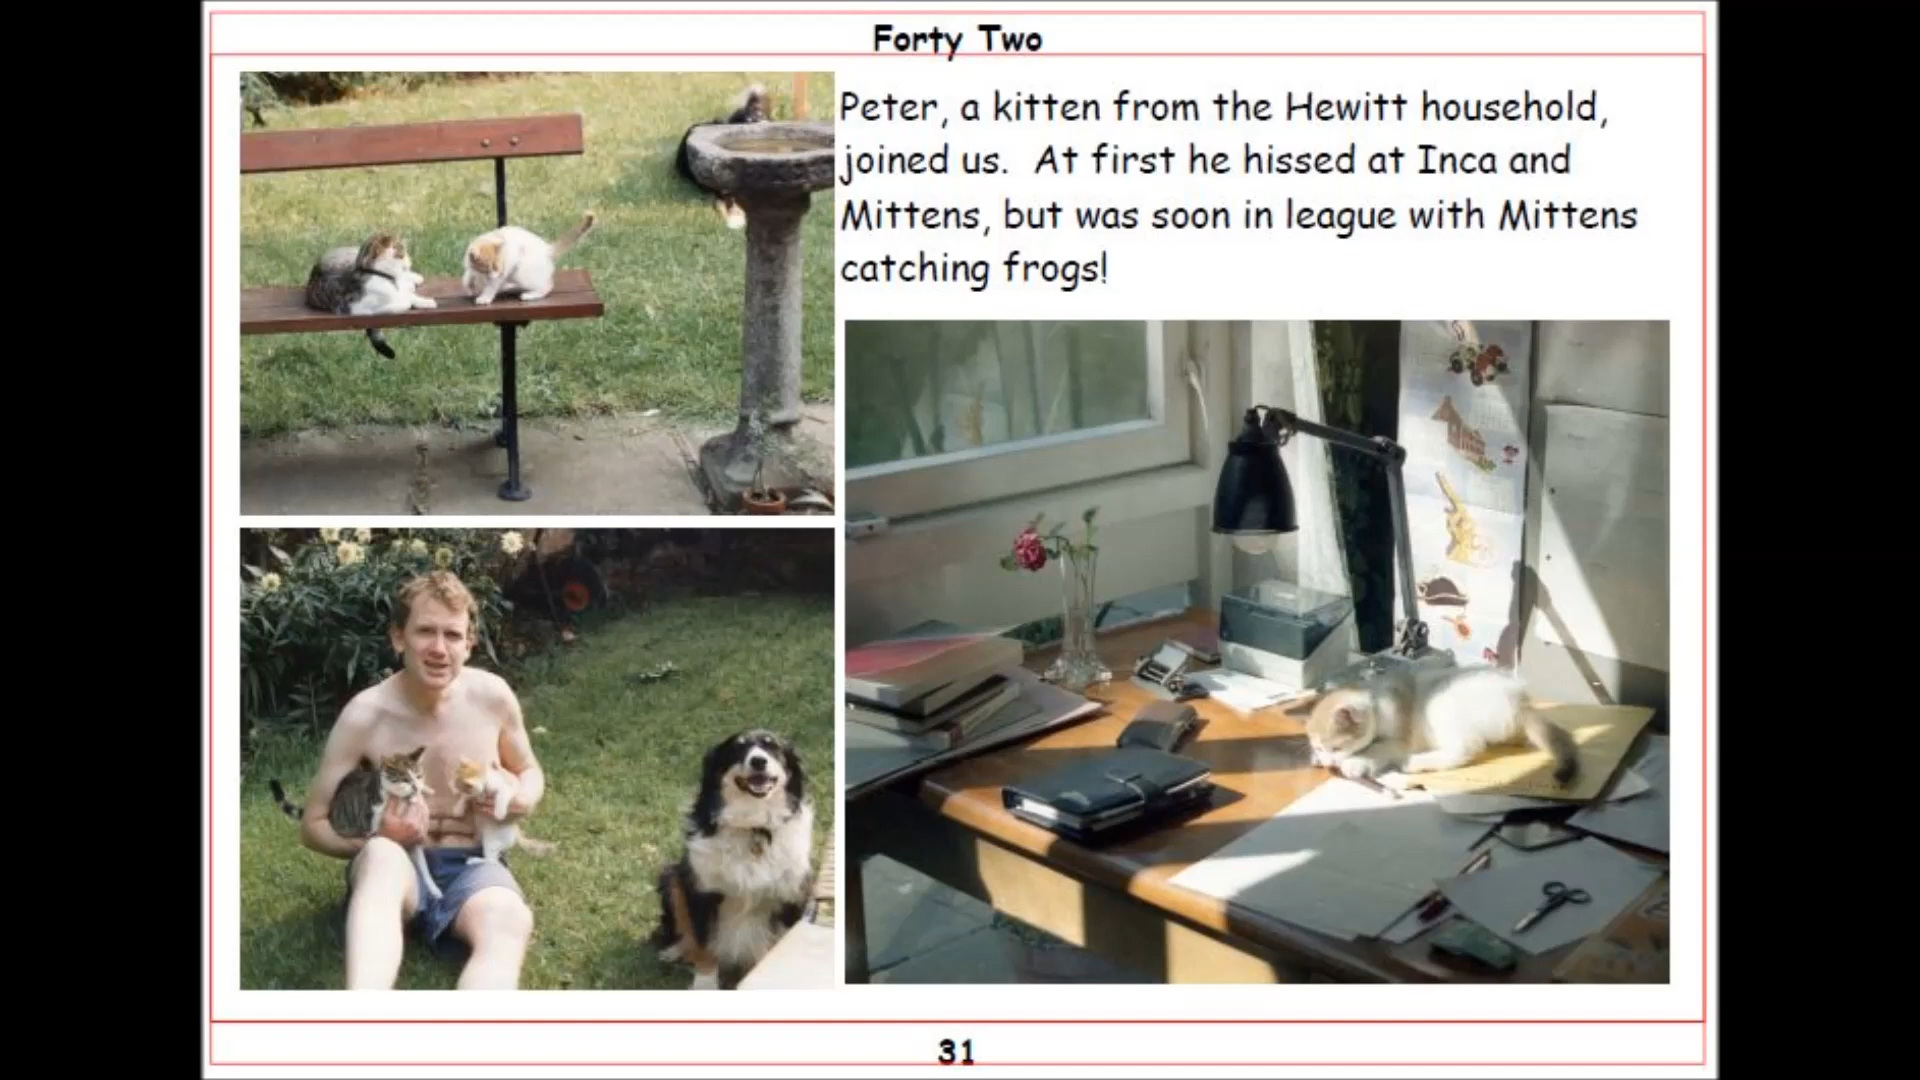 Forty Two
Peter, a kitten from the Hewitt household,
joined us.  At first he hissed at Inca and
Mittens, but was soon in league with Mittens
catching frogs!
31